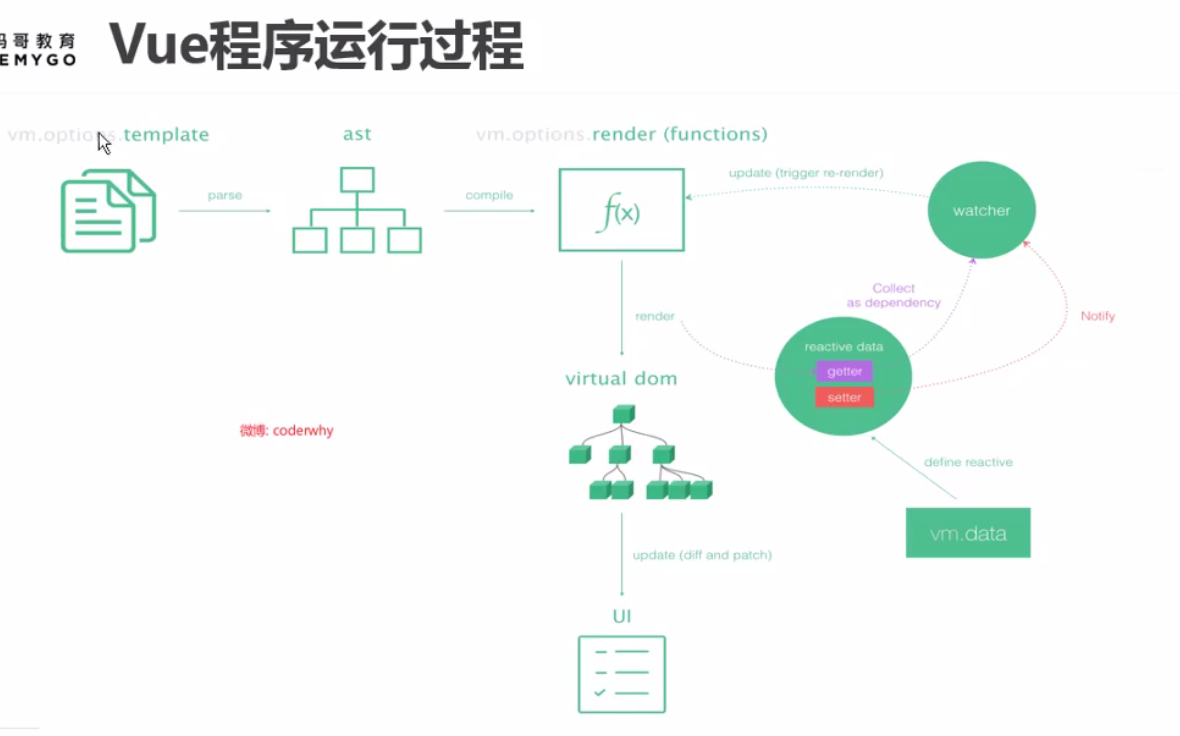 码哥教育
EMYGO
Vue程序运行过程
vm.options.template
ast
vm.options.render (functions)
parse
compile
f(x)
update (trigger re-render)
watcher
Collect
as dependency
Notify
render
reactive data
getter
setter
virtual dom
define reactive
vm.data
微博: coderwhy
update (diff and patch)
UI